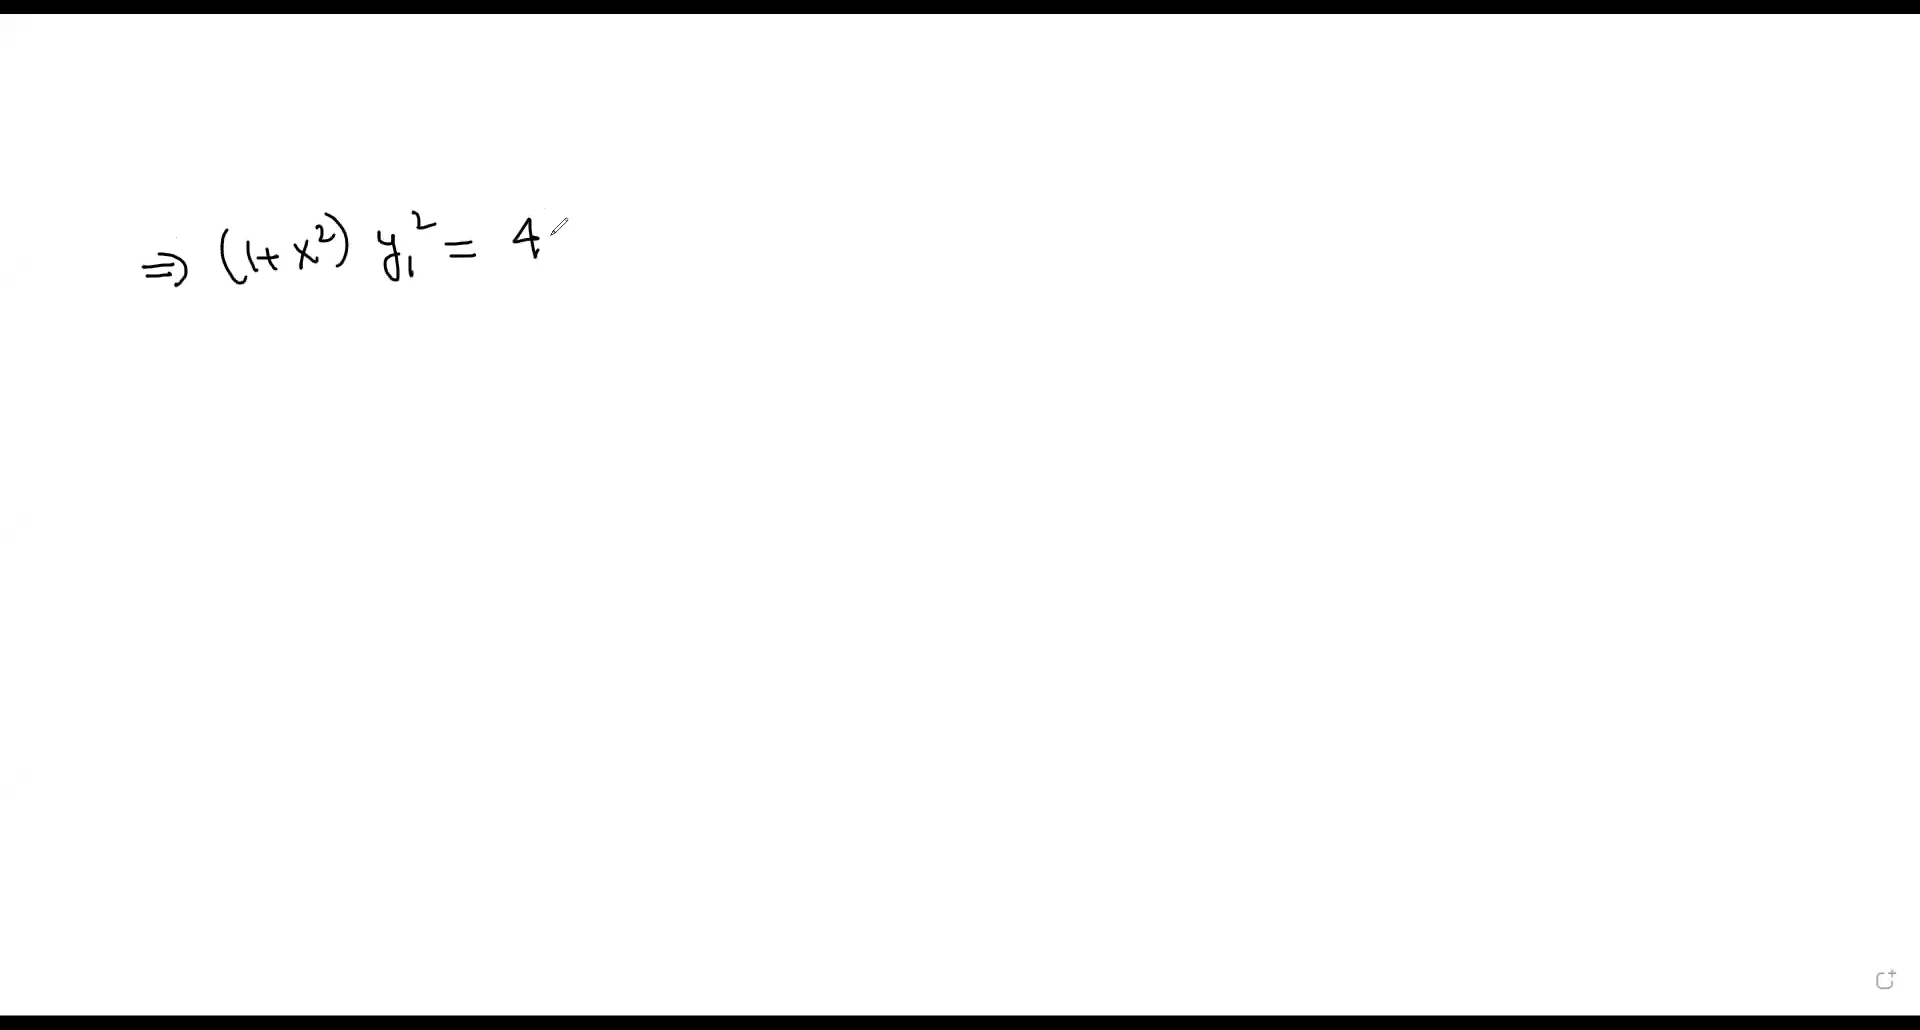 ⇒ (1+x²) y₁² = 4